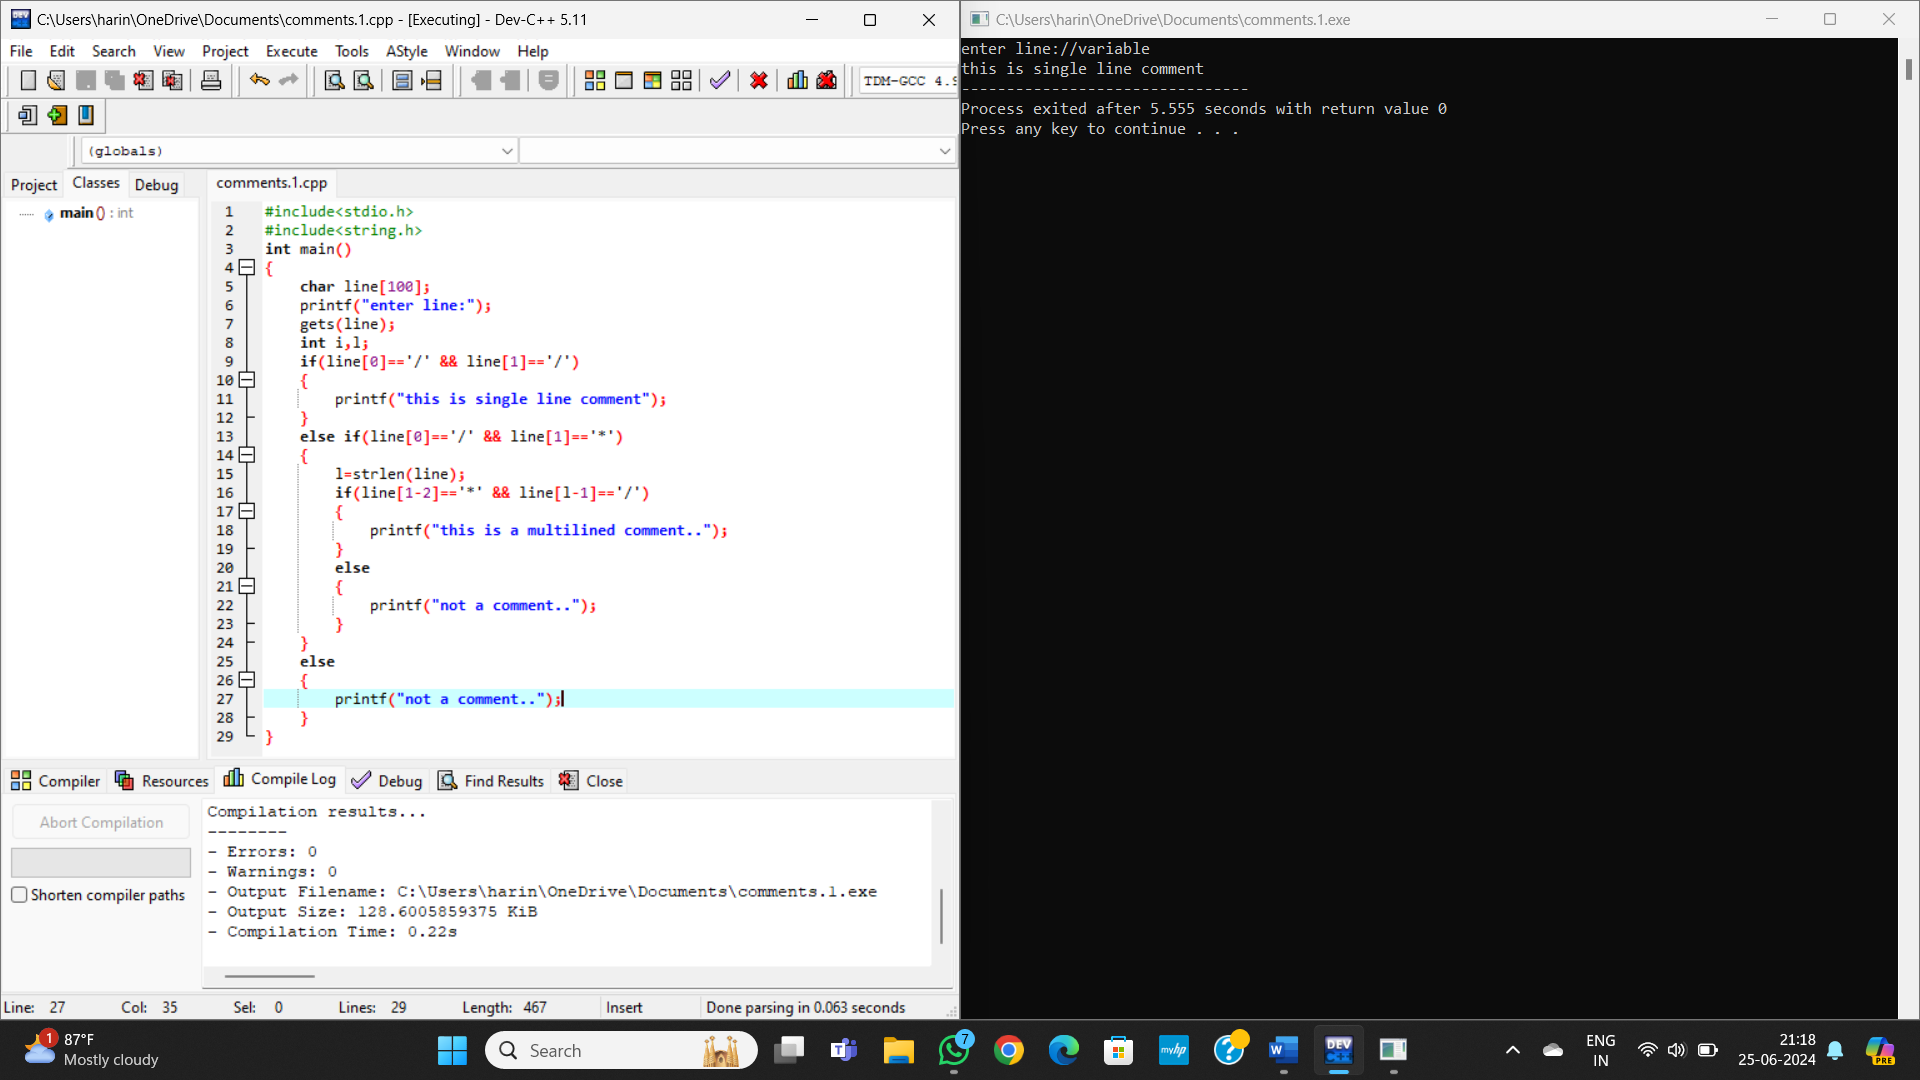 C:\Users\harin\OneDrive\Documents\comments.1.cpp - [Executing] - Dev-C++ 5.11
File Edit Search View Project Execute Tools AStyle Window Help
TDM-GCC 4.9
(globals)
Project Classes Debug
main () : int
comments.1.cpp
1 #include<stdio.h>
2 #include<string.h>
3 int main()
4 {
5 char line[100];
6 printf("enter line:");
7 gets(line);
8 int i,l;
9 if(line[0]=='/' && line[1]=='/')
10 {
11 printf("this is single line comment");
12 }
13 else if(line[0]=='/' && line[1]=='*')
14 {
15 l=strlen(line);
16 if(line[1-2]=='*' && line[l-1]=='/')
17 {
18 printf("this is a multilined comment..");
19 }
20 else
21 {
22 printf("not a comment..");
23 }
24 }
25 else
26 {
27 printf("not a comment..");
28 }
29 }
Compiler Resources Compile Log Debug Find Results Close
Abort Compilation
Shorten compiler paths
Compilation results...
--------
- Errors: 0
- Warnings: 0
- Output Filename: C:\Users\harin\OneDrive\Documents\comments.1.exe
- Output Size: 128.6005859375 KiB
- Compilation Time: 0.22s
Line: 27 Col: 35 Sel: 0 Lines: 29 Length: 467 Insert Done parsing in 0.063 seconds
C:\Users\harin\OneDrive\Documents\comments.1.exe
enter line://variable
this is single line comment
--------------------------------
Process exited after 5.555 seconds with return value 0
Press any key to continue . . .
1
87°F
Mostly cloudy
Search
T
7
myhp
?
W
DEV
C++
ENG
IN
21:18
25-06-2024
PRE